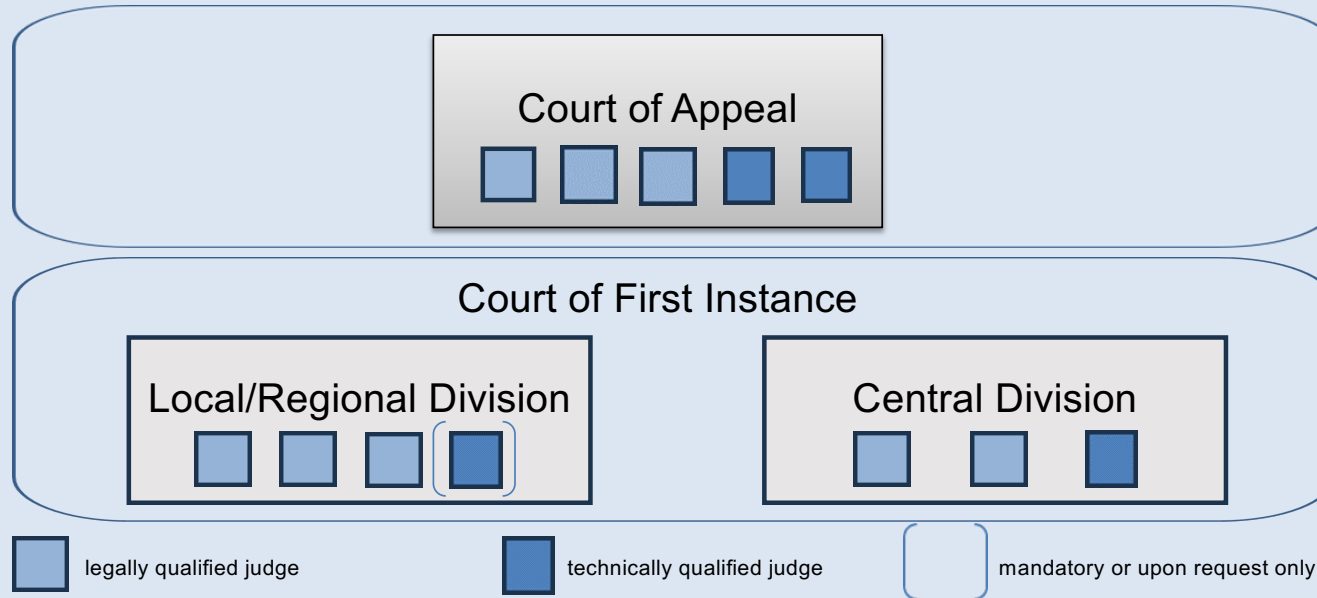 Court of Appeal
Court of First Instance
Local/Regional Division
Central Division
legally qualified judge
technically qualified judge
mandatory or upon request only